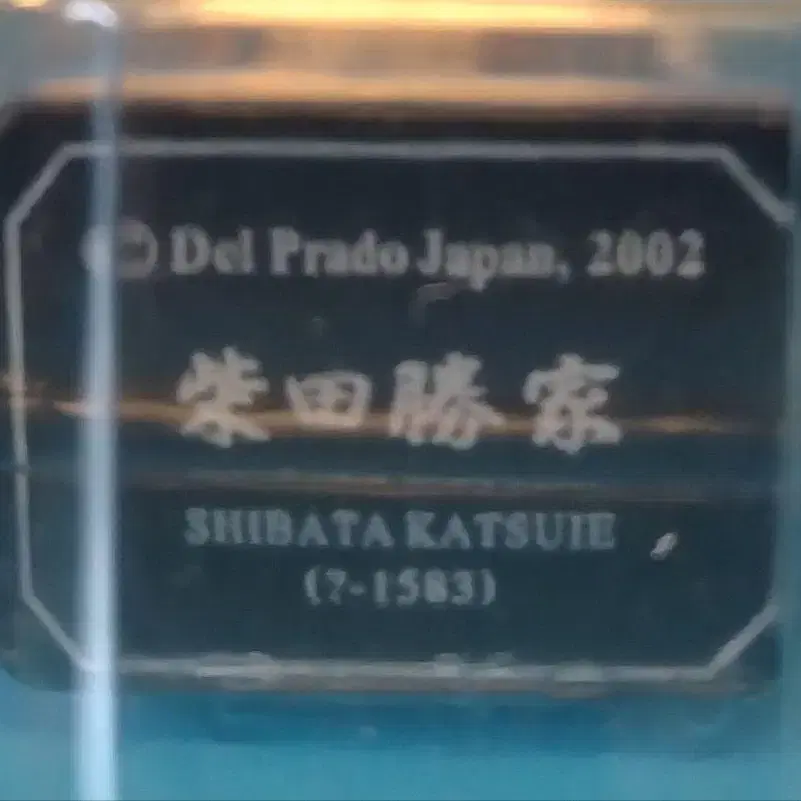 © Del Prado Japan, 2002
柴田勝家
SHIBATA KATSUIE
(?-1583)